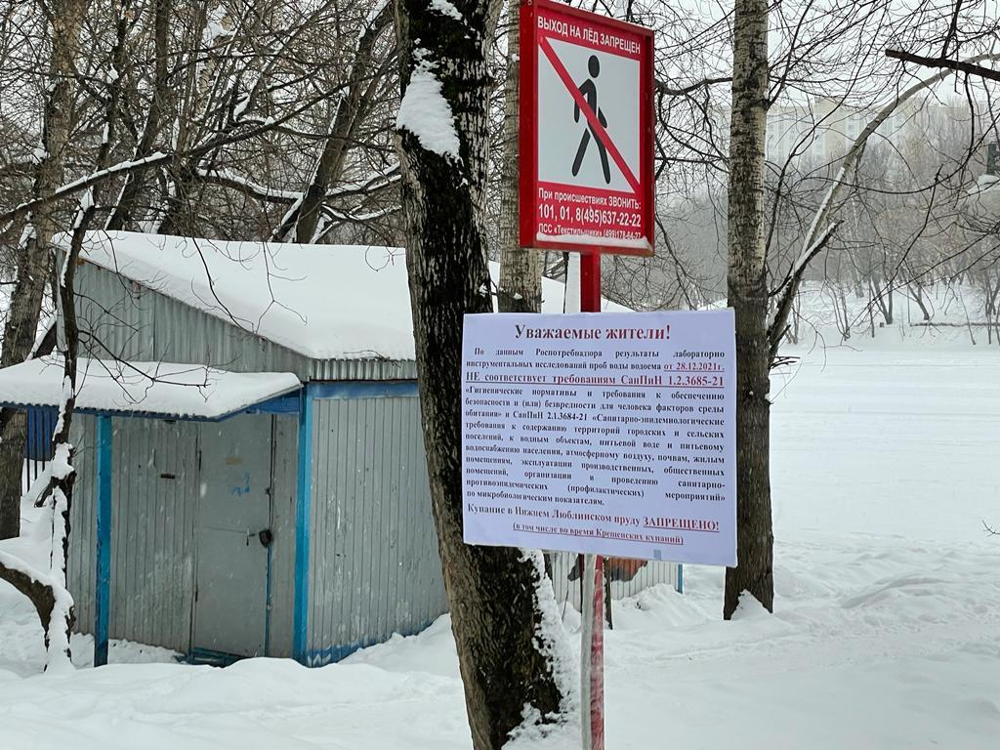 ВЫХОД НА ЛЁД ЗАПРЕЩЕН
При происшествиях ЗВОНИТЬ:
101, 01, 8(495)637-22-22
ПСС «Текстильщики» (499)178-64-27
Уважаемые жители!
По данным Роспотребнадзора результаты лабораторно
инструментальных исследований проб воды водоема от 28.12.2021г.
НЕ соответствует требованиям СанПиН 1.2.3685-21
«Гигиенические нормативы и требования к обеспечению
безопасности и (или) безвредности для человека факторов среды
обитания» и СанПиН 2.1.3684-21 «Санитарно-эпидемиологические
требования к содержанию территорий городских и сельских
поселений, к водным объектам, питьевой воде и питьевому
водоснабжению населения, атмосферному воздуху, почвам, жилым
помещениям, эксплуатации производственных, общественных
помещений, организации и проведению санитарно-
противоэпидемических (профилактических) мероприятий»
по микробиологическим показателям.
Купание в Нижнем Люблинском пруду ЗАПРЕЩЕНО!
(в том числе во время Крещенских купаний)